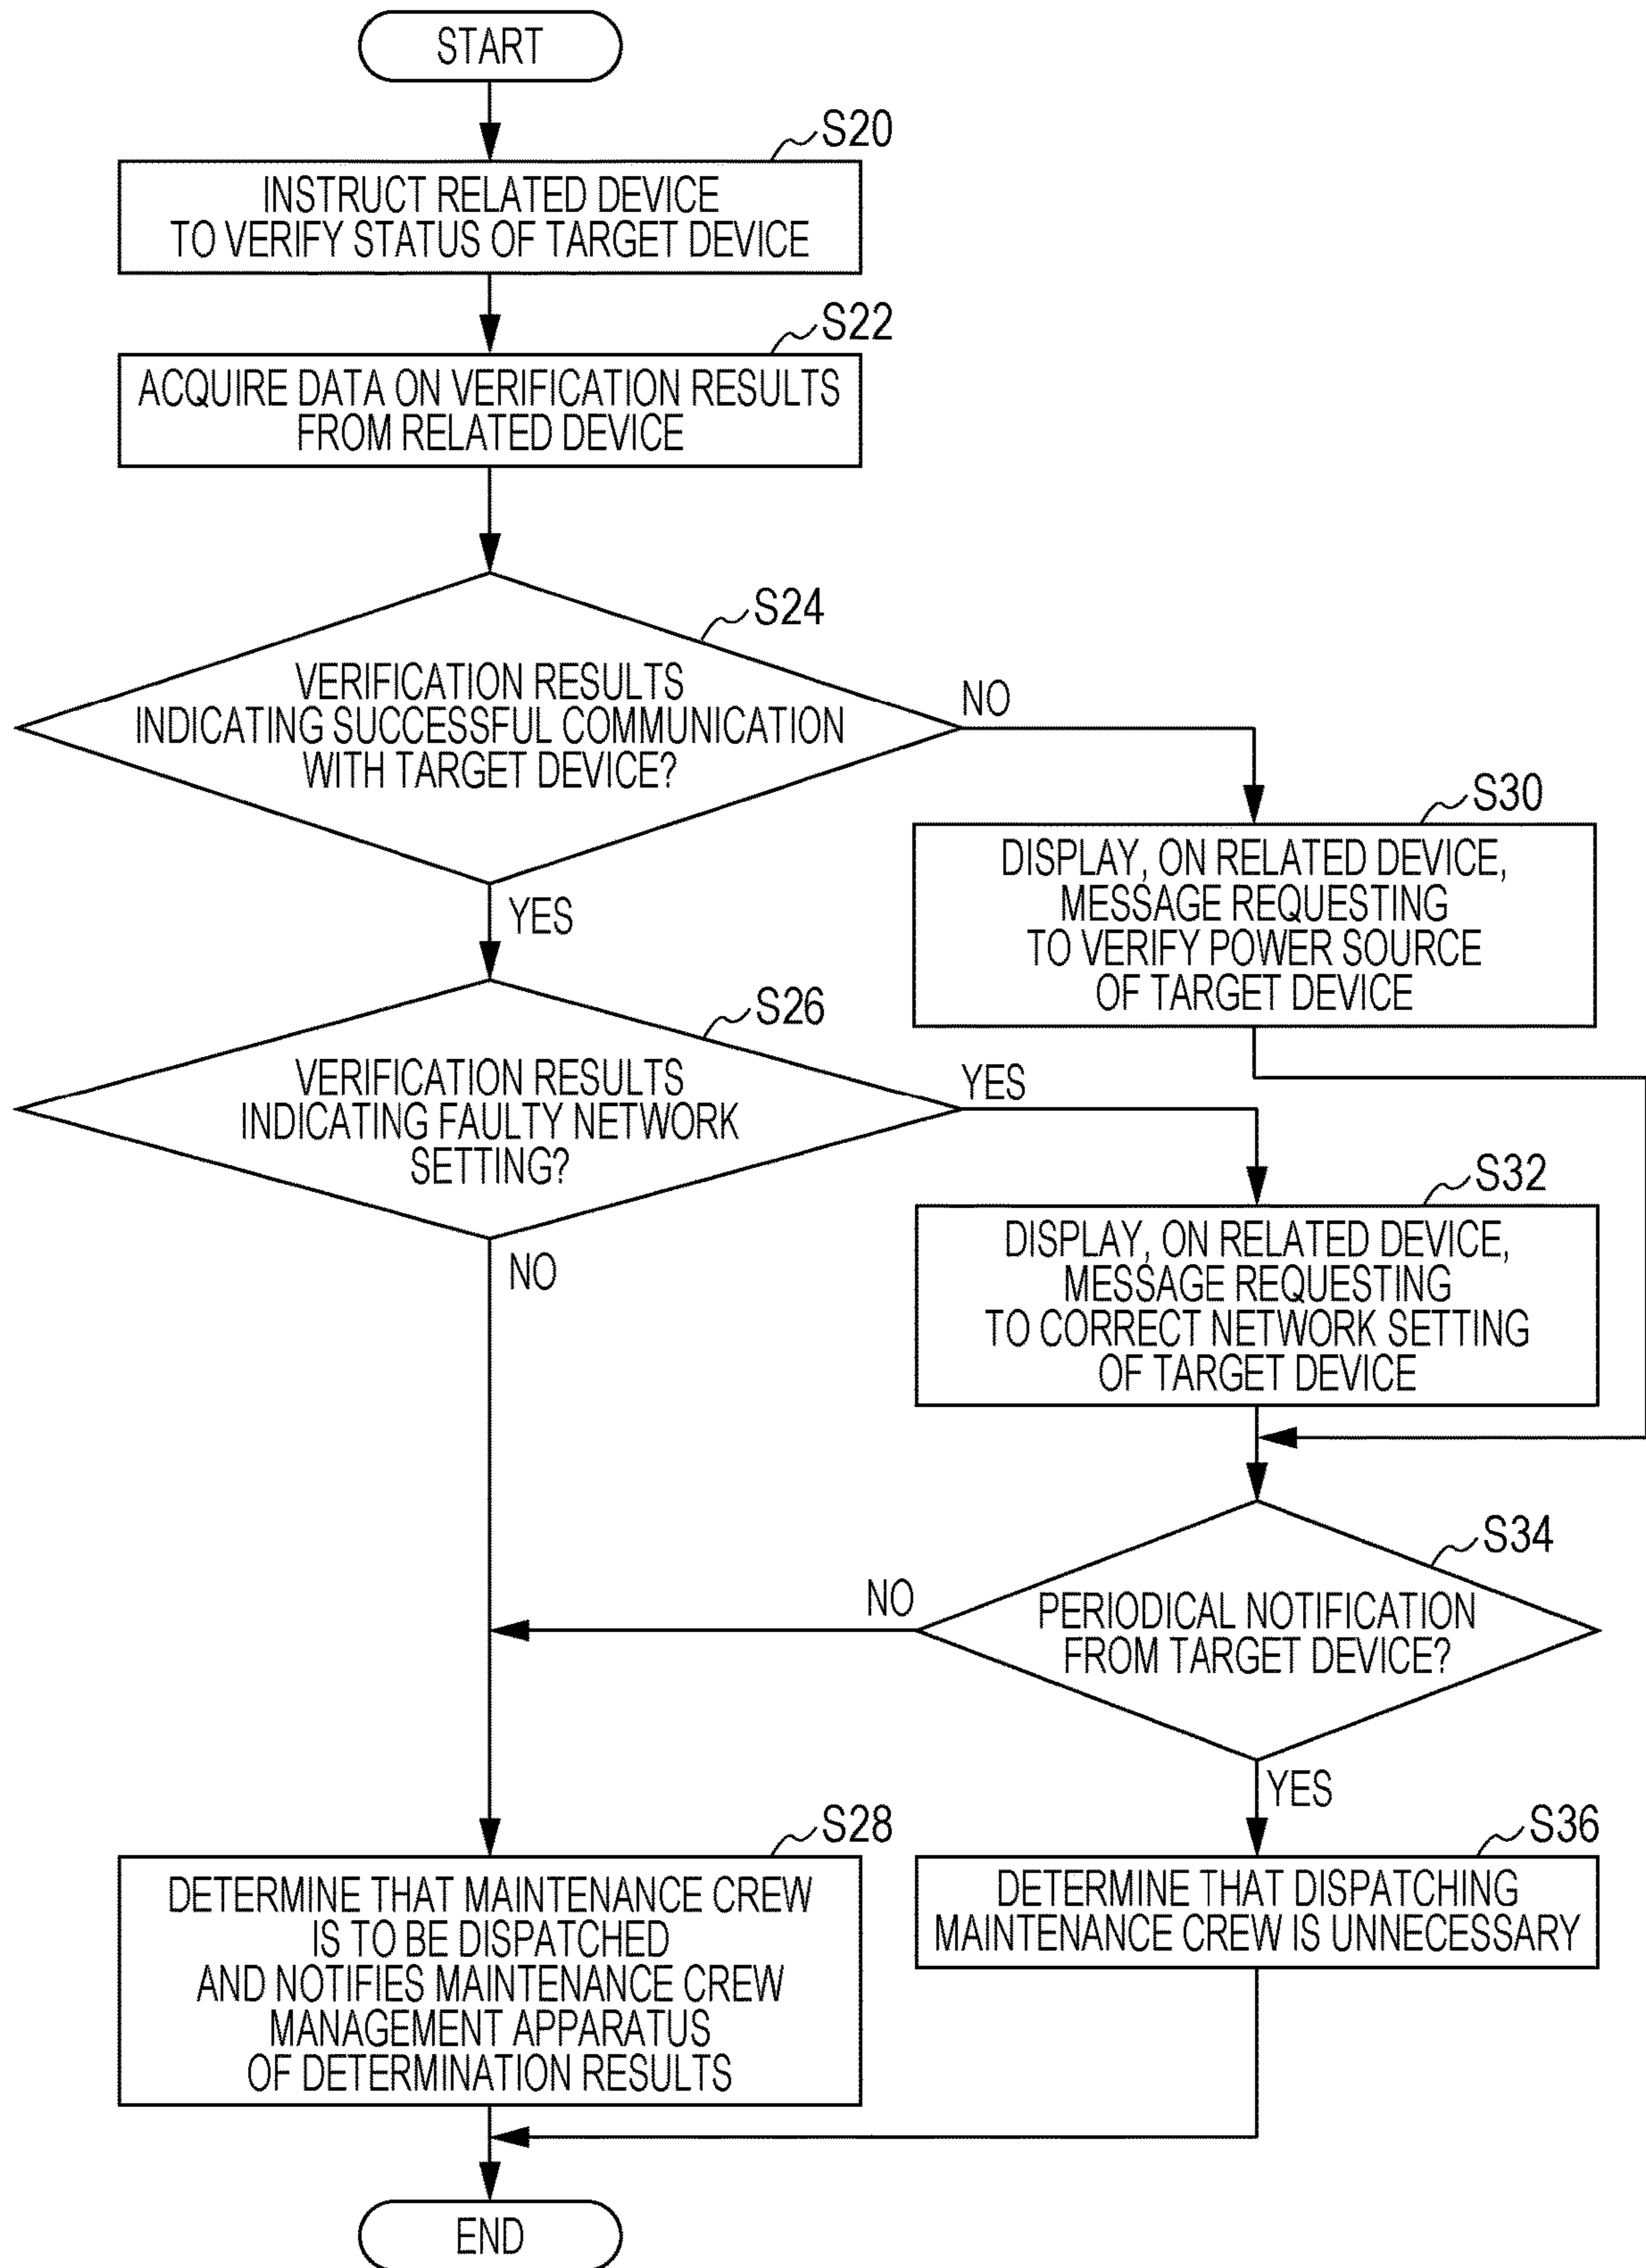 START
S20
INSTRUCT RELATED DEVICE
TO VERIFY STATUS OF TARGET DEVICE
S22
ACQUIRE DATA ON VERIFICATION RESULTS
FROM RELATED DEVICE
S24
VERIFICATION RESULTS
INDICATING SUCCESSFUL COMMUNICATION
WITH TARGET DEVICE?
NO
YES
S30
DISPLAY, ON RELATED DEVICE,
MESSAGE REQUESTING
TO VERIFY POWER SOURCE
OF TARGET DEVICE
S26
VERIFICATION RESULTS
INDICATING FAULTY NETWORK
SETTING?
YES
NO
S32
DISPLAY, ON RELATED DEVICE,
MESSAGE REQUESTING
TO CORRECT NETWORK SETTING
OF TARGET DEVICE
S34
PERIODICAL NOTIFICATION
FROM TARGET DEVICE?
NO
YES
S28
DETERMINE THAT MAINTENANCE CREW
IS TO BE DISPATCHED
AND NOTIFIES MAINTENANCE CREW
MANAGEMENT APPARATUS
OF DETERMINATION RESULTS
S36
DETERMINE THAT DISPATCHING
MAINTENANCE CREW IS UNNECESSARY
END